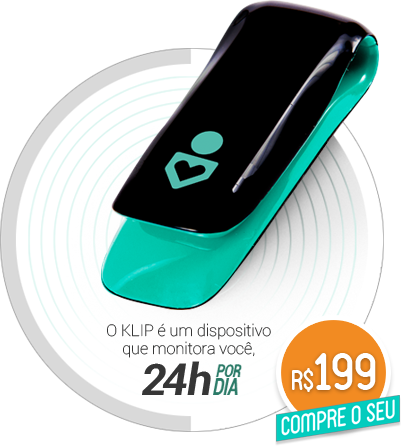 O KLIP é um dispositivo
que monitora você,
24h POR DIA
R$199
COMPRE O SEU